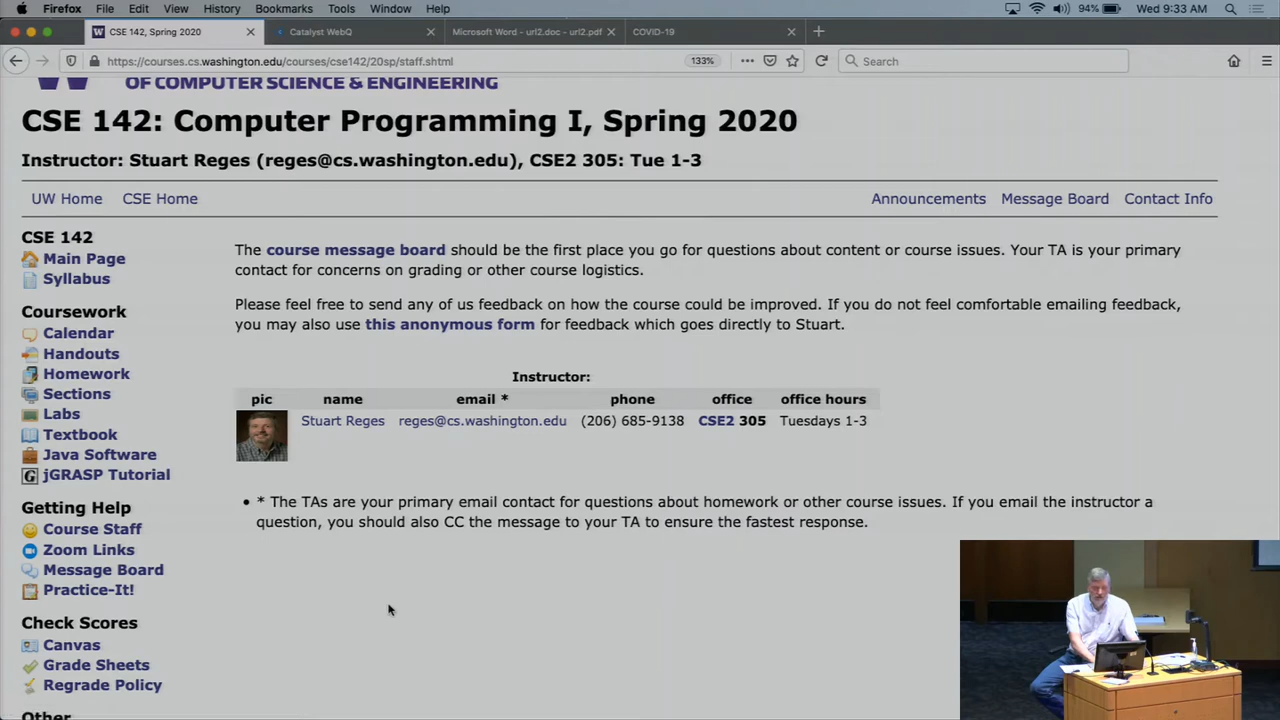 Firefox File Edit View History Bookmarks Tools Window Help 94% Wed 9:33 AM
CSE 142, Spring 2020 Catalyst WebQ Microsoft Word - url2.doc - url2.pdf COVID-19
https://courses.cs.washington.edu/courses/cse142/20sp/staff.shtml 133% Search
OF COMPUTER SCIENCE & ENGINEERING
CSE 142: Computer Programming I, Spring 2020
Instructor: Stuart Reges (reges@cs.washington.edu), CSE2 305: Tue 1-3
UW Home CSE Home Announcements Message Board Contact Info
CSE 142
Main Page
Syllabus
Coursework
Calendar
Handouts
Homework
Sections
Labs
Textbook
Java Software
jGRASP Tutorial
Getting Help
Course Staff
Zoom Links
Message Board
Practice-It!
Check Scores
Canvas
Grade Sheets
Regrade Policy
Other
The course message board should be the first place you go for questions about content or course issues. Your TA is your primary
contact for concerns on grading or other course logistics.
Please feel free to send any of us feedback on how the course could be improved. If you do not feel comfortable emailing feedback,
you may also use this anonymous form for feedback which goes directly to Stuart.
Instructor:
pic name email * phone office office hours
Stuart Reges reges@cs.washington.edu (206) 685-9138 CSE2 305 Tuesdays 1-3
• * The TAs are your primary email contact for questions about homework or other course issues. If you email the instructor a
question, you should also CC the message to your TA to ensure the fastest response.